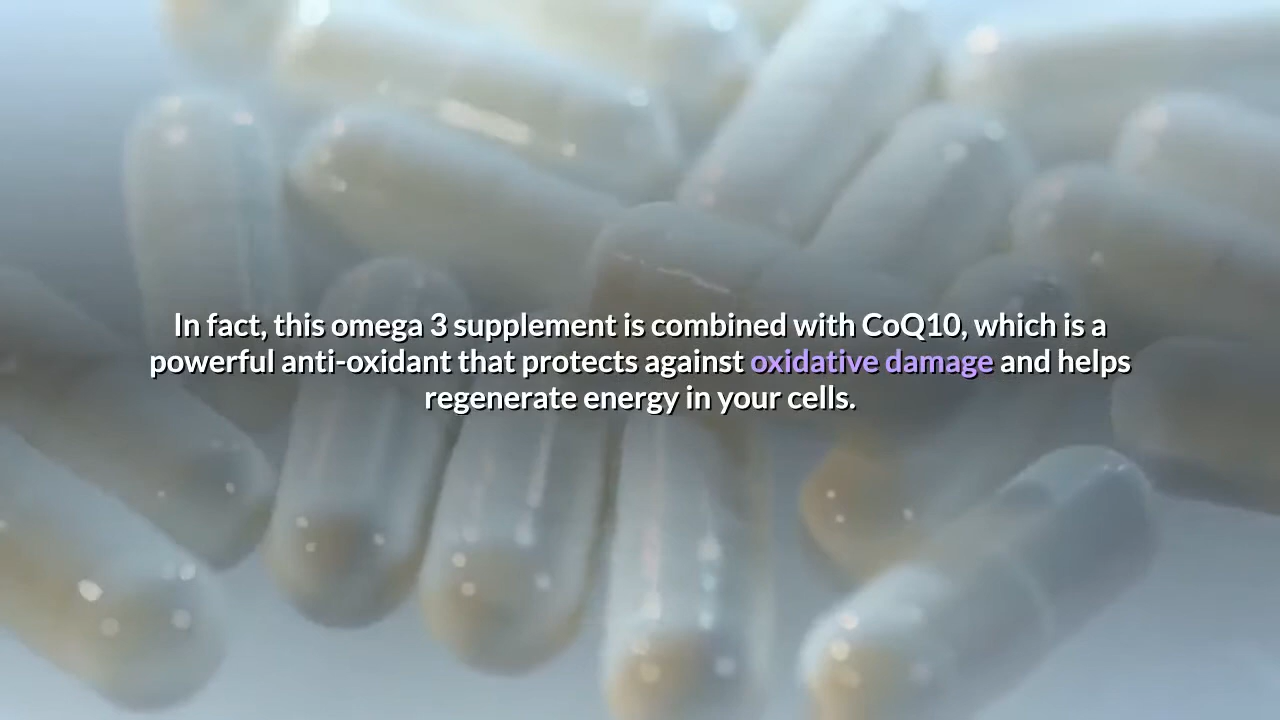 In fact, this omega 3 supplement is combined with CoQ10, which is a
powerful anti-oxidant that protects against oxidative damage and helps
regenerate energy in your cells.